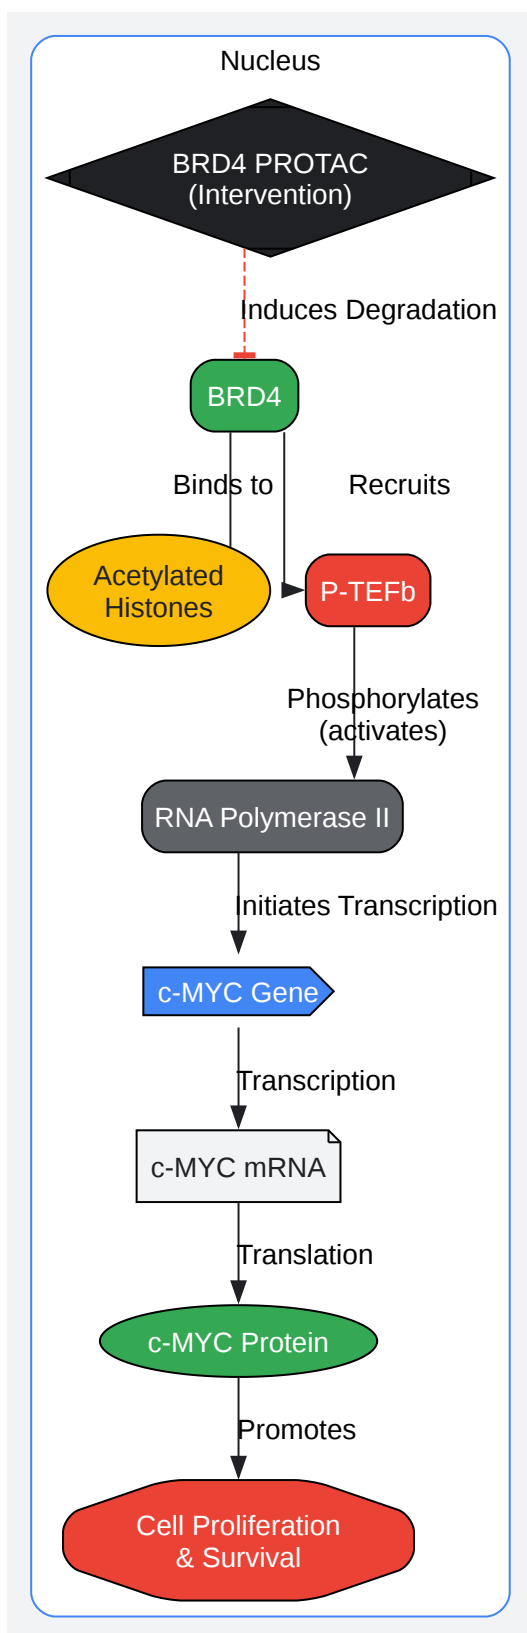 Nucleus
BRD4 PROTAC
(Intervention)
Induces Degradation
BRD4
Binds to
Recruits
Acetylated
Histones
P-TEFb
Phosphorylates
(activates)
RNA Polymerase II
Initiates Transcription
c-MYC Gene
Transcription
c-MYC mRNA
Translation
c-MYC Protein
Promotes
Cell Proliferation
& Survival